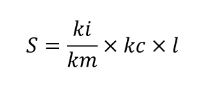 S = ki/km × kc × l